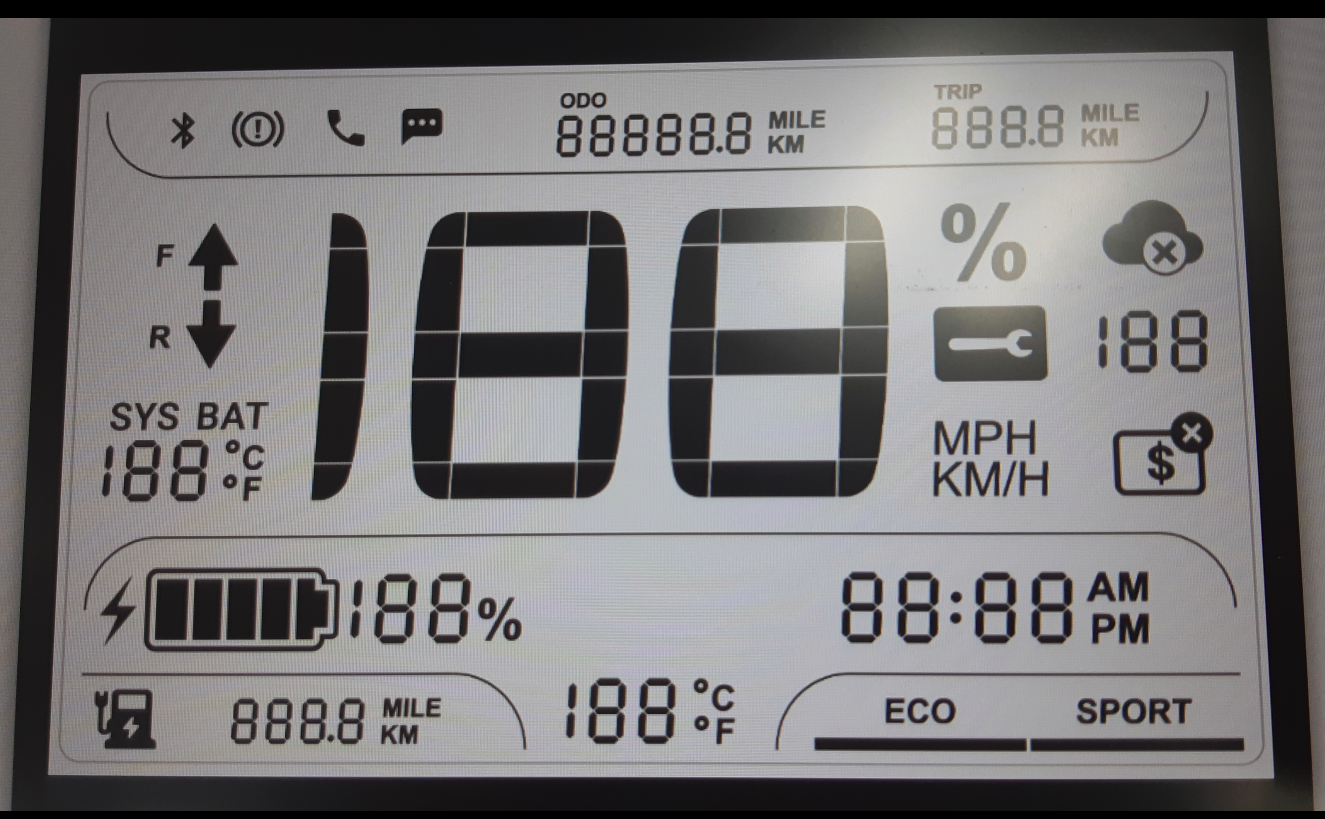 ODO
88888.8 MILE
KM
TRIP
888.8 MILE
KM
F
R
188
%
188
SYS BAT
188 °C
°F
MPH
KM/H
$
188%
88:88 AM
PM
888.8 MILE
KM
188 °C
°F
ECO SPORT